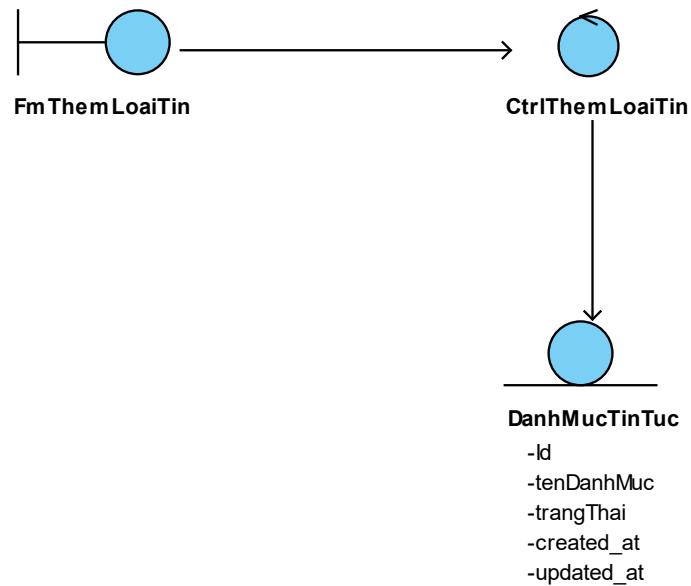 FmThemLoaiTin
CtrlThemLoaiTin
DanhMucTinTuc
-Id
-tenDanhMuc
-trangThai
-created_at
-updated_at